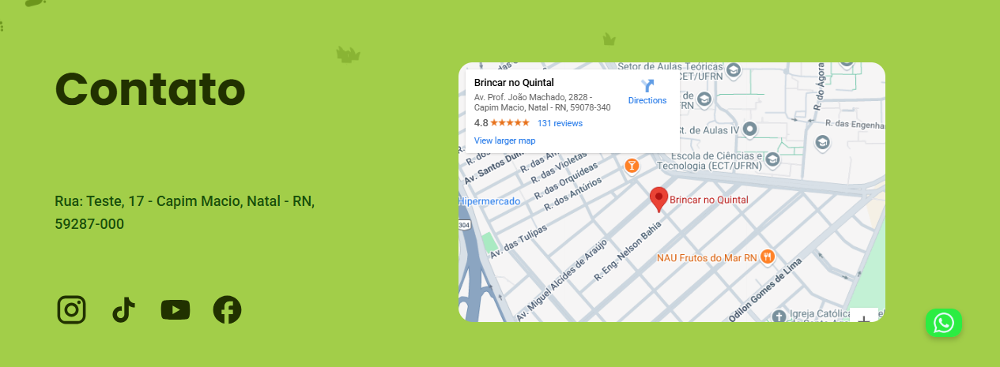 Contato
Rua: Teste, 17 - Capim Macio, Natal - RN,
59287-000
Brincar no Quintal
Av. Prof. João Machado, 2828 -
Capim Macio, Natal - RN, 59078-340
4.8
131 reviews
View larger map
Directions
Setor de Aulas Teóricas
CET/UFRN
R. do Ágora
R. das Engenha
St. de Aulas IV
Escola de Ciências e
Tecnologia (ECT/UFRN)
Av. Santos Dum
R. das Violetas
R. das Orquídeas
R. dos Antúrios
Hipermercado
304
Av. das Tulipas
Brincar no Quintal
R. Eng. Nelson Bahia
Av. Miguel Alcides de Araújo
NAU Frutos do Mar RN
Odilon Gomes de Lima
Igreja Católica
+